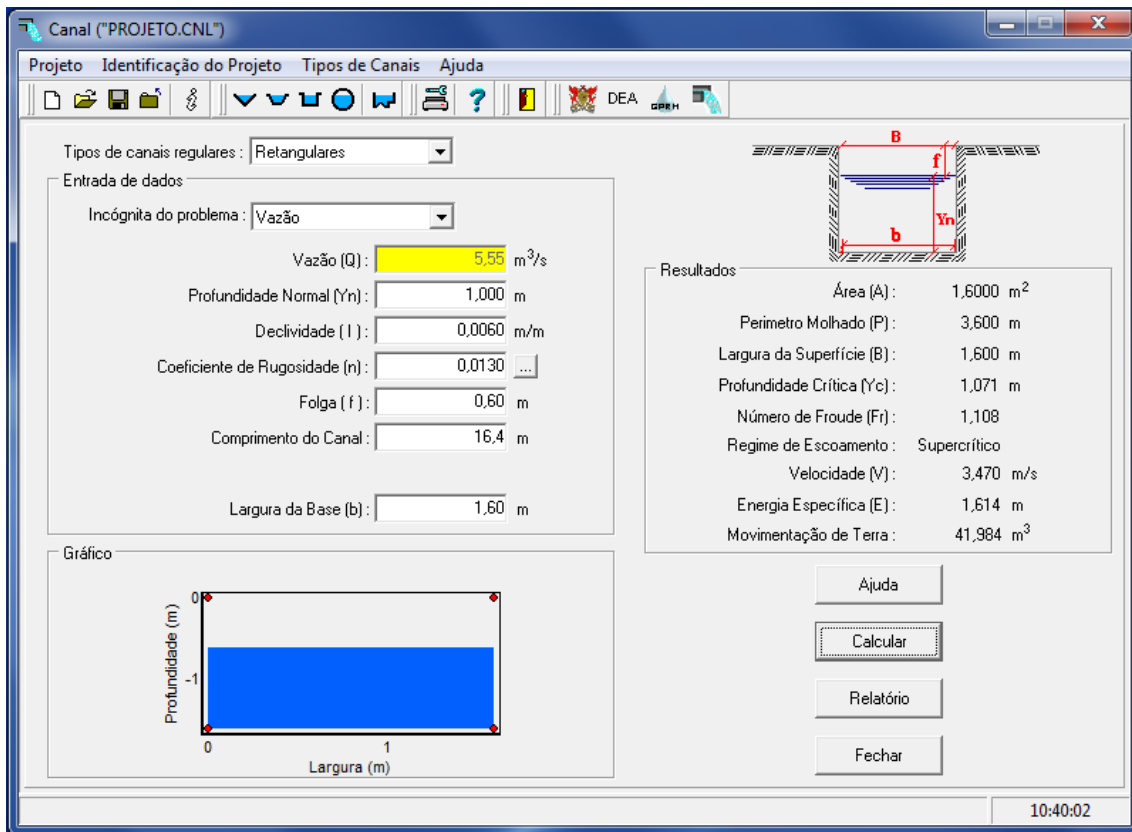 Canal ("PROJETO.CNL")
Projeto Identificação do Projeto Tipos de Canais Ajuda
DEA GPRH
Tipos de canais regulares : Retangulares
Entrada de dados
Incógnita do problema : Vazão
Vazão (Q) : 5,55 m³/s
Profundidade Normal (Yn) : 1,000 m
Declividade ( I ) : 0,0060 m/m
Coeficiente de Rugosidade (n) : 0,0130 ...
Folga ( f ) : 0,60 m
Comprimento do Canal : 16,4 m
Largura da Base (b) : 1,60 m
Gráfico
Profundidade (m)
0
-1
0 1
Largura (m)
B
f
Yn
b
Resultados
Área (A) : 1,6000 m²
Perimetro Molhado (P) : 3,600 m
Largura da Superfície (B) : 1,600 m
Profundidade Crítica (Yc) : 1,071 m
Número de Froude (Fr) : 1,108
Regime de Escoamento : Supercrítico
Velocidade (V) : 3,470 m/s
Energia Específica (E) : 1,614 m
Movimentação de Terra : 41,984 m³
Ajuda
Calcular
Relatório
Fechar
10:40:02